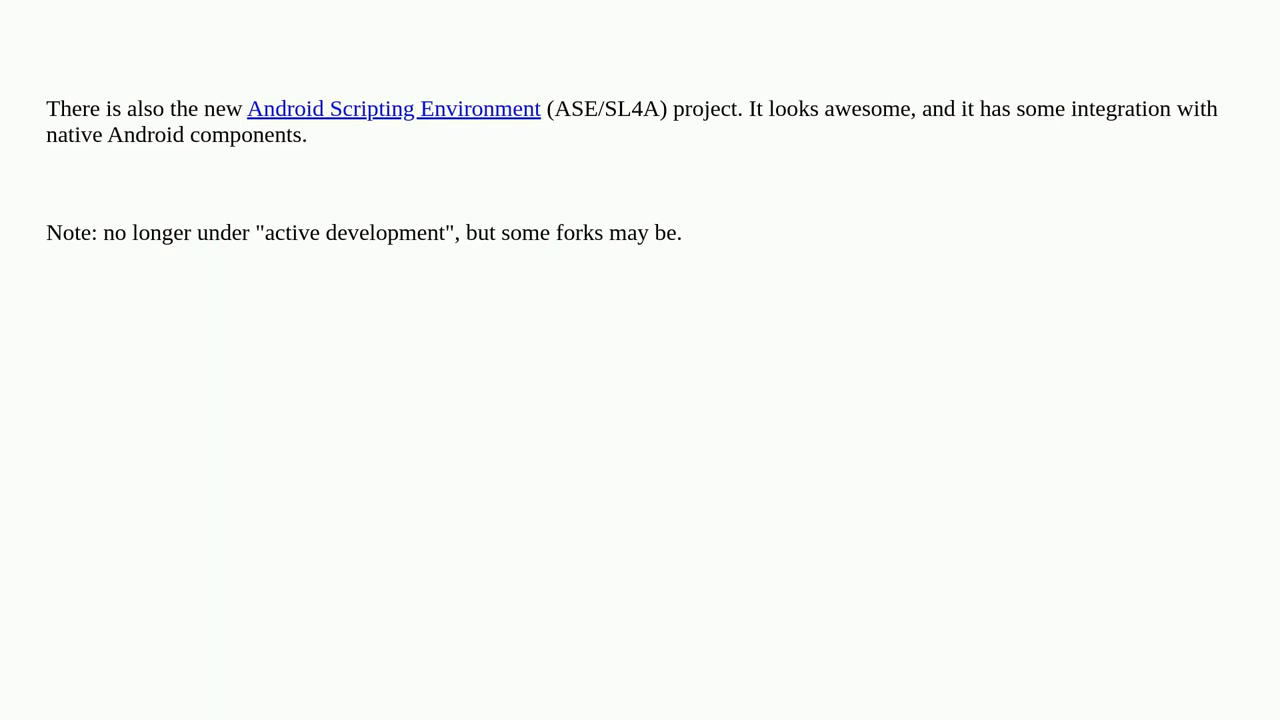 There is also the new Android Scripting Environment (ASE/SL4A) project. It looks awesome, and it has some integration with
native Android components.
Note: no longer under "active development", but some forks may be.